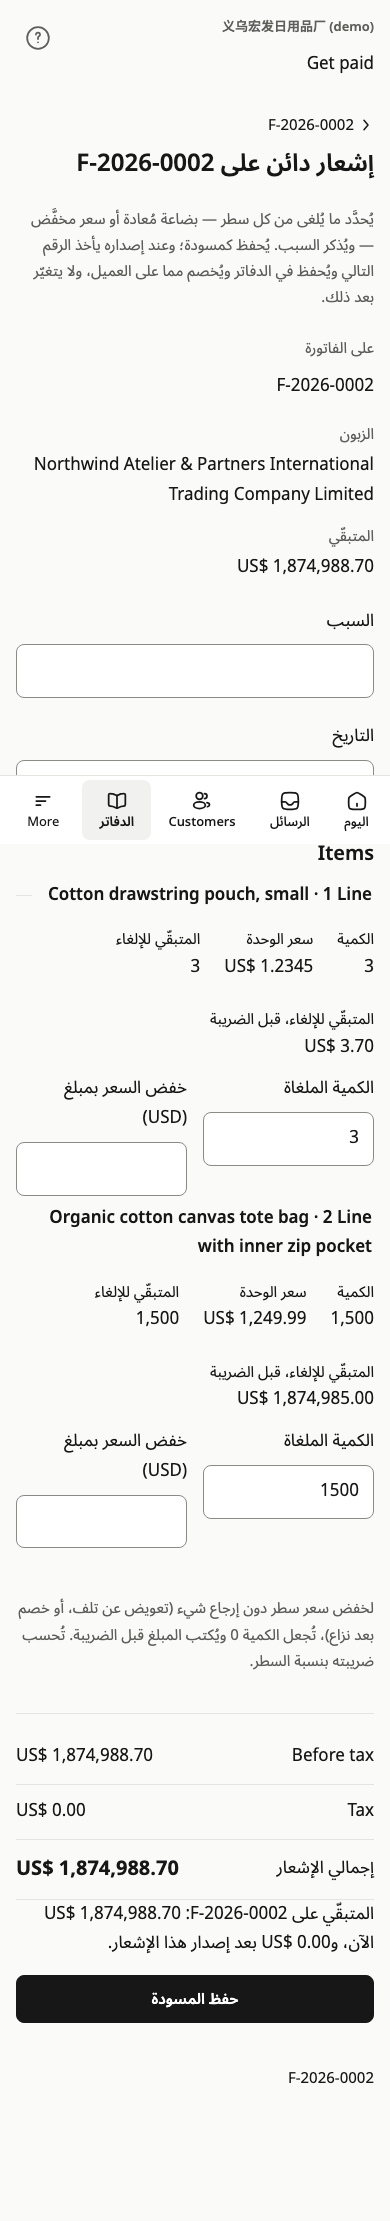 义乌宏发日用品厂 (demo)
Get paid
F-2026-0002
إشعار دائن على F-2026-0002
يُحدَّد ما يُلغى من كل سطر — بضاعة مُعادة أو سعر مخفَّض
— ويُذكر السبب. يُحفظ كمسودة؛ وعند إصداره يأخذ الرقم
التالي ويُحفظ في الدفاتر ويُخصم مما على العميل، ولا يتغيّر
بعد ذلك.
على الفاتورة
F-2026-0002
الزبون
Northwind Atelier & Partners International
Trading Company Limited
المتبقّي
US$ 1,874,988.70
السبب
التاريخ
اليوم
الرسائل
Customers
الدفاتر
More
Items
Cotton drawstring pouch, small · 1 Line
الكمية
سعر الوحدة
المتبقّي للإلغاء
3
US$ 1.2345
3
المتبقّي للإلغاء، قبل الضريبة
US$ 3.70
الكمية الملغاة
خفض السعر بمبلغ
(USD)
3
Organic cotton canvas tote bag · 2 Line
with inner zip pocket
الكمية
سعر الوحدة
المتبقّي للإلغاء
1,500
US$ 1,249.99
1,500
المتبقّي للإلغاء، قبل الضريبة
US$ 1,874,985.00
الكمية الملغاة
خفض السعر بمبلغ
(USD)
1500
لخفض سعر سطر دون إرجاع شيء (تعويض عن تلف، أو خصم
بعد نزاع)، تُجعل الكمية 0 ويُكتب المبلغ قبل الضريبة. تُحسب
ضريبته بنسبة السطر.
Before tax
US$ 1,874,988.70
Tax
US$ 0.00
إجمالي الإشعار
US$ 1,874,988.70
المتبقّي على F-2026-0002: US$ 1,874,988.70
الآن، وUS$ 0.00 بعد إصدار هذا الإشعار.
حفظ المسودة
F-2026-0002